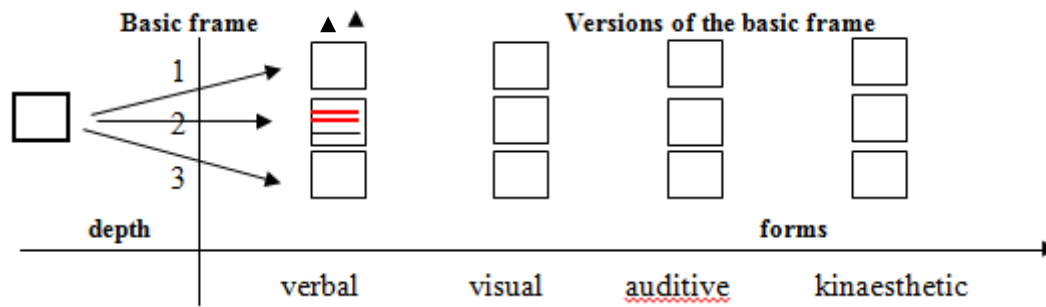 Basic frame Versions of the basic frame
1
2
3
depth forms
verbal visual auditive kinaesthetic